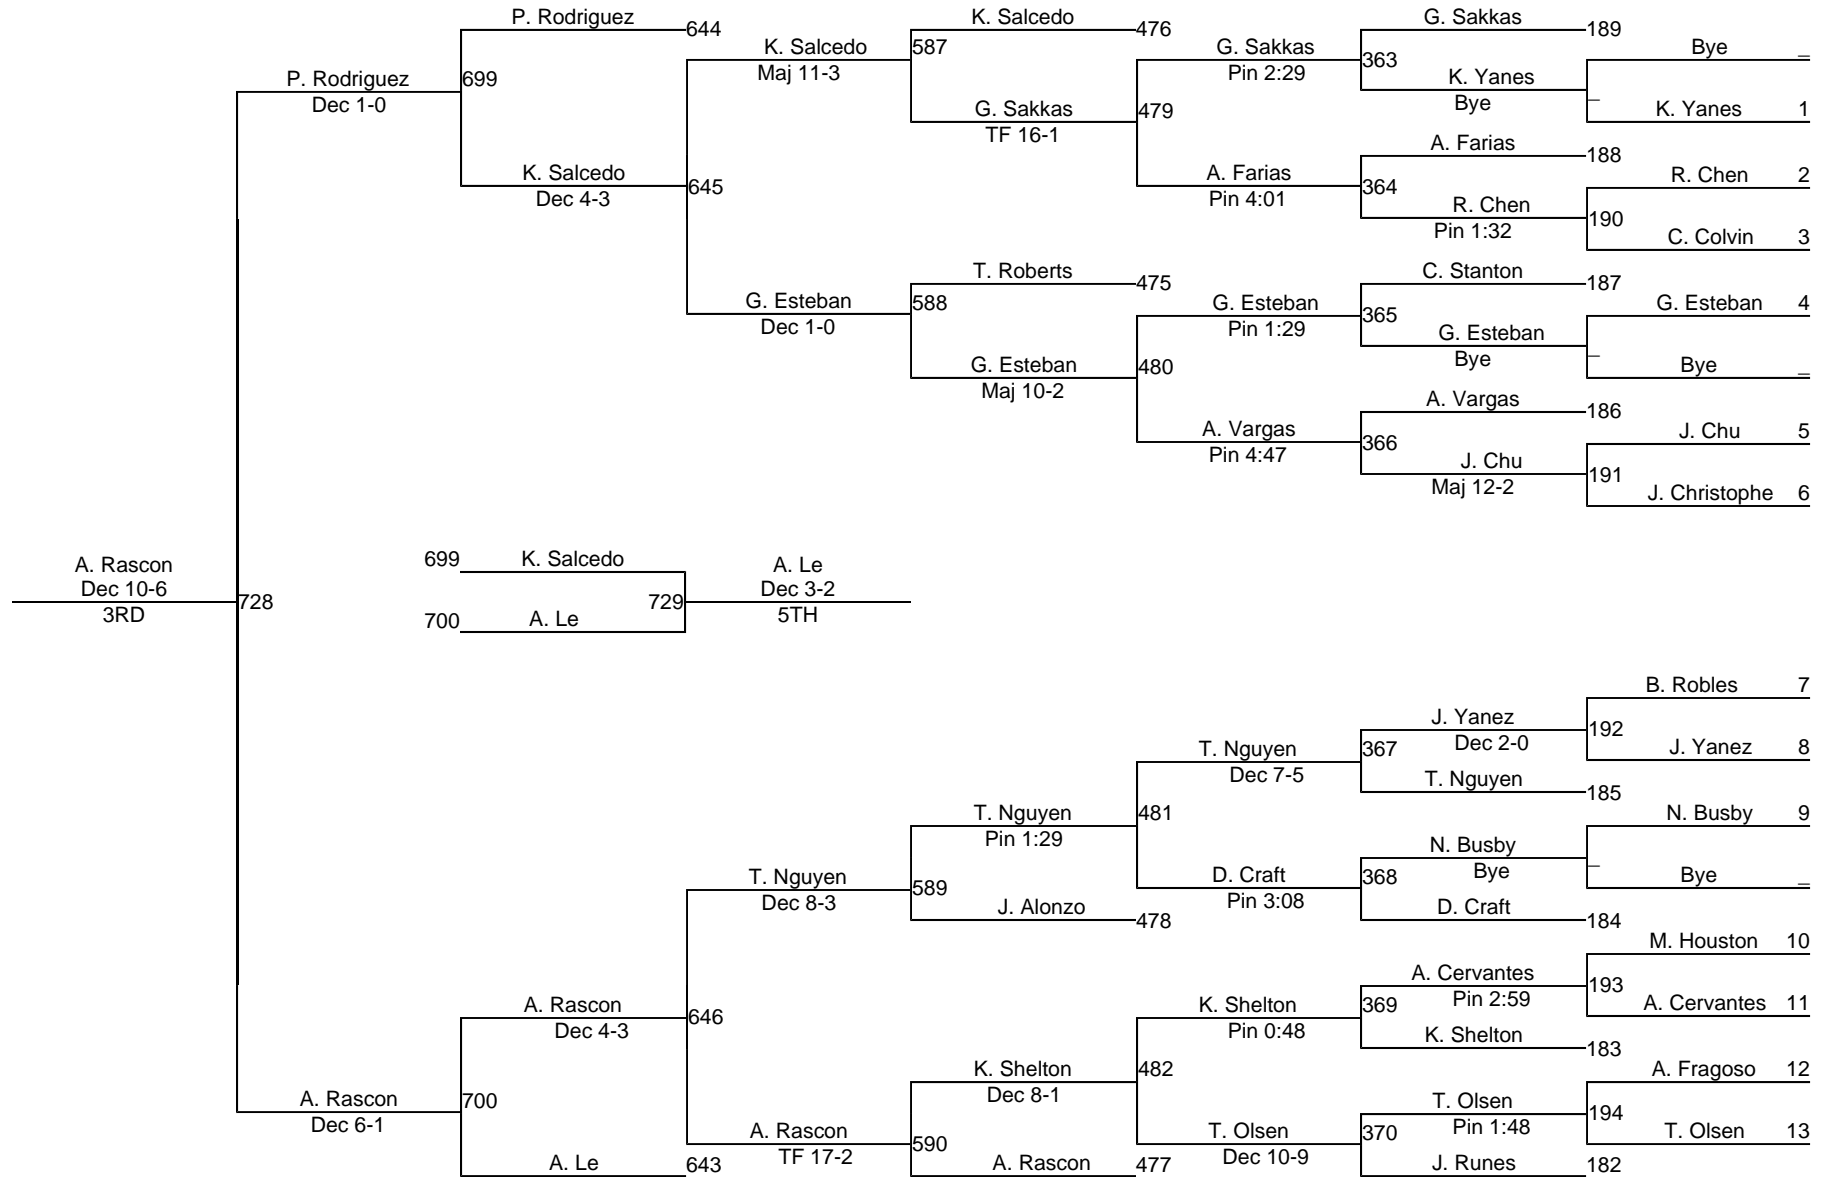 P. Rodriguez
644
K. Salcedo
476
G. Sakkas
189
K. Salcedo
587
G. Sakkas
Bye _
Maj 11-3
Pin 2:29
363
P. Rodriguez
699
K. Yanes
Dec 1-0
Bye
_
G. Sakkas
479
K. Yanes 1
TF 16-1
A. Farias
188
K. Salcedo
645
A. Farias
364
R. Chen 2
Dec 4-3
Pin 4:01
R. Chen
190
Pin 1:32
C. Colvin 3
T. Roberts
475
C. Stanton
187
G. Esteban
588
G. Esteban
365
G. Esteban 4
Dec 1-0
Pin 1:29
G. Esteban
Bye
_
G. Esteban
480
Bye _
Maj 10-2
A. Vargas
186
A. Vargas
366
J. Chu 5
Pin 4:47
J. Chu
191
Maj 12-2
J. Christophe 6
A. Rascon
699 K. Salcedo
A. Le
Dec 10-6
Dec 3-2
728
729
3RD
5TH
700 A. Le
B. Robles 7
J. Yanez
192
Dec 2-0
T. Nguyen
367
J. Yanez 8
Dec 7-5
T. Nguyen
185
T. Nguyen
481
N. Busby 9
Pin 1:29
N. Busby
_
Bye
T. Nguyen
589
D. Craft
368
Bye _
Dec 8-3
Pin 3:08
J. Alonzo
478
D. Craft
184
M. Houston 10
A. Cervantes
193
Pin 2:59
A. Rascon
646
K. Shelton
369
A. Cervantes 11
Dec 4-3
Pin 0:48
K. Shelton
183
K. Shelton
482
A. Fragoso 12
Dec 8-1
A. Rascon
700
T. Olsen
194
Dec 6-1
Pin 1:48
A. Rascon
590
T. Olsen
370
T. Olsen 13
TF 17-2
Dec 10-9
A. Le
643
A. Rascon
477
J. Runes
182